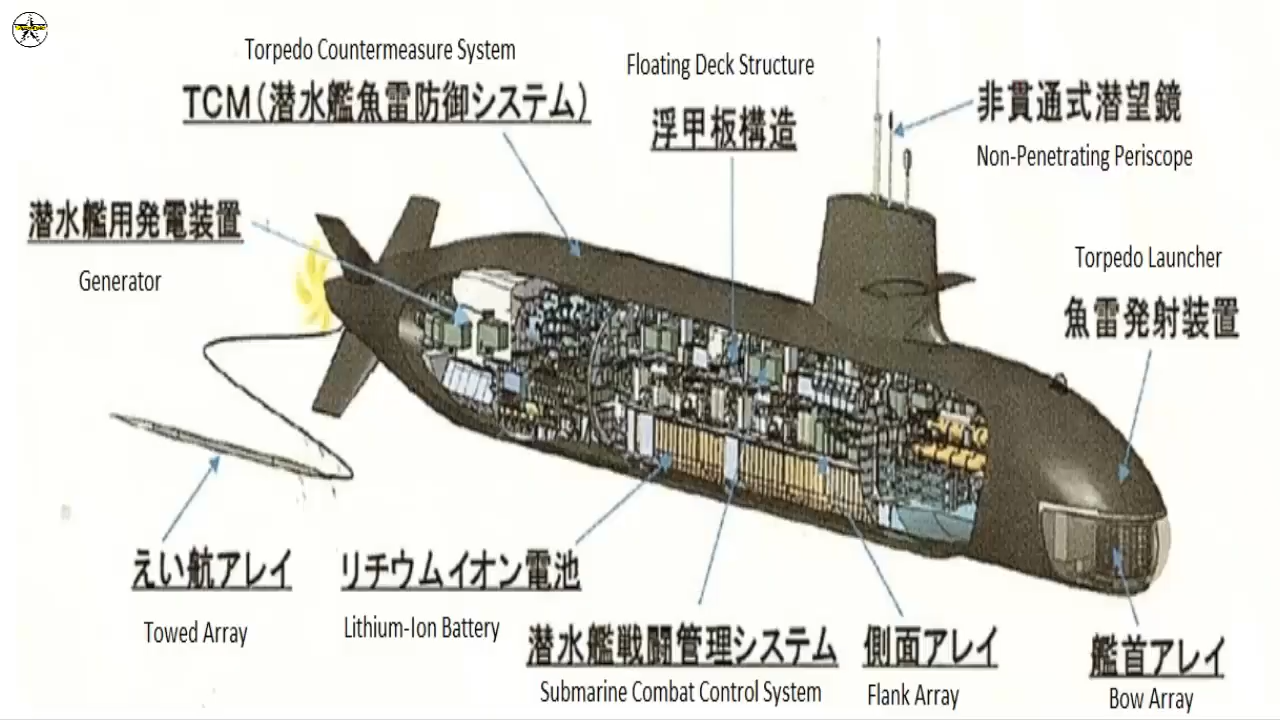 Torpedo Countermeasure System
TCM(潜水艦魚雷防御システム)
Floating Deck Structure
浮甲板構造
非貫通式潜望鏡
Non-Penetrating Periscope
潜水艦用発電装置
Generator
Torpedo Launcher
魚雷発射装置
えい航アレイ
Towed Array
リチウムイオン電池
Lithium-Ion Battery
潜水艦戦闘管理システム
Submarine Combat Control System
側面アレイ
Flank Array
艦首アレイ
Bow Array